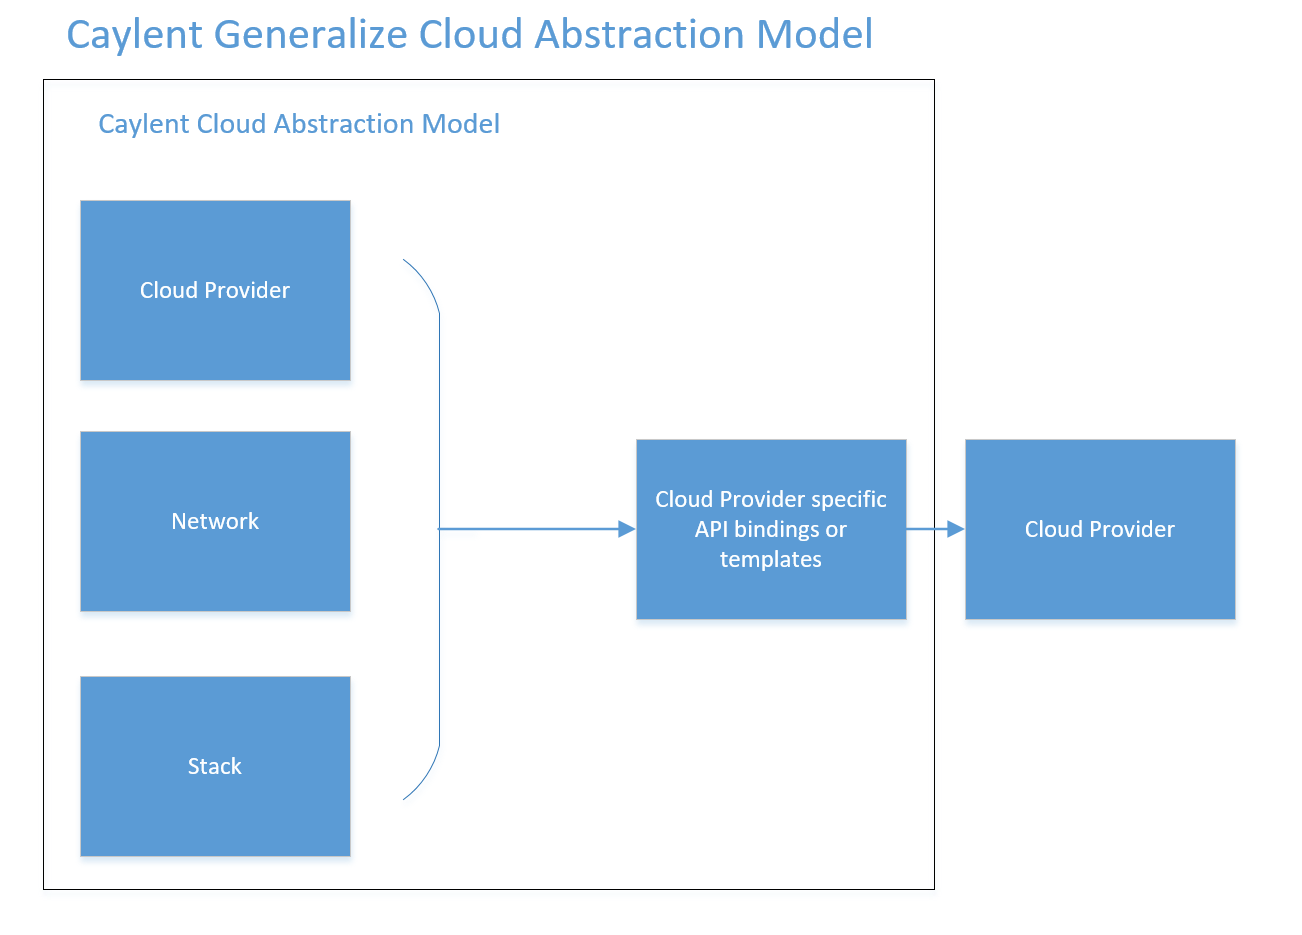 Caylent Generalize Cloud Abstraction Model
Caylent Cloud Abstraction Model
Cloud Provider
Network
Stack
Cloud Provider specific
API bindings or
templates
Cloud Provider